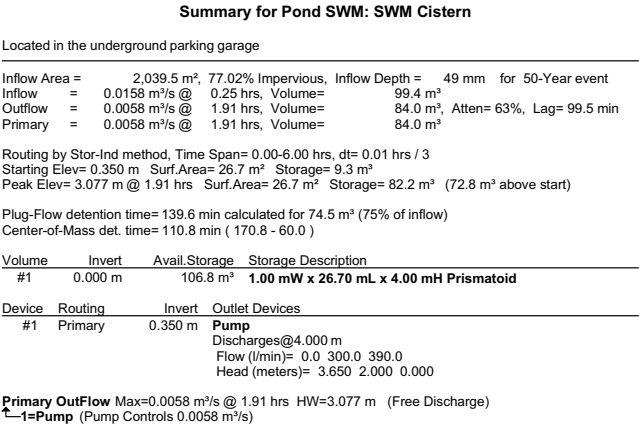 Summary for Pond SWM: SWM Cistern
Located in the underground parking garage
Inflow Area = 2,039.5 m², 77.02% Impervious, Inflow Depth = 49 mm for 50-Year event
Inflow = 0.0158 m³/s @ 0.25 hrs, Volume= 99.4 m³
Outflow = 0.0058 m³/s @ 1.91 hrs, Volume= 84.0 m³, Atten= 63%, Lag= 99.5 min
Primary = 0.0058 m³/s @ 1.91 hrs, Volume= 84.0 m³
Routing by Stor-Ind method, Time Span= 0.00-6.00 hrs, dt= 0.01 hrs / 3
Starting Elev= 0.350 m Surf.Area= 26.7 m² Storage= 9.3 m³
Peak Elev= 3.077 m @ 1.91 hrs Surf.Area= 26.7 m² Storage= 82.2 m³ (72.8 m³ above start)
Plug-Flow detention time= 139.6 min calculated for 74.5 m³ (75% of inflow)
Center-of-Mass det. time= 110.8 min ( 170.8 - 60.0 )
Volume Invert Avail.Storage Storage Description
#1 0.000 m 106.8 m³ 1.00 mW x 26.70 mL x 4.00 mH Prismatoid
Device Routing Invert Outlet Devices
#1 Primary 0.350 m Pump
Discharges@4.000 m
Flow (l/min)= 0.0 300.0 390.0
Head (meters)= 3.650 2.000 0.000
Primary OutFlow Max=0.0058 m³/s @ 1.91 hrs HW=3.077 m (Free Discharge)
1=Pump (Pump Controls 0.0058 m³/s)